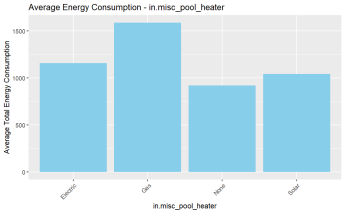 Average Energy Consumption - in.misc_pool_heater
Average Total Energy Consumption
1500
1000
500
0
Electric
Gas
None
Solar
in.misc_pool_heater